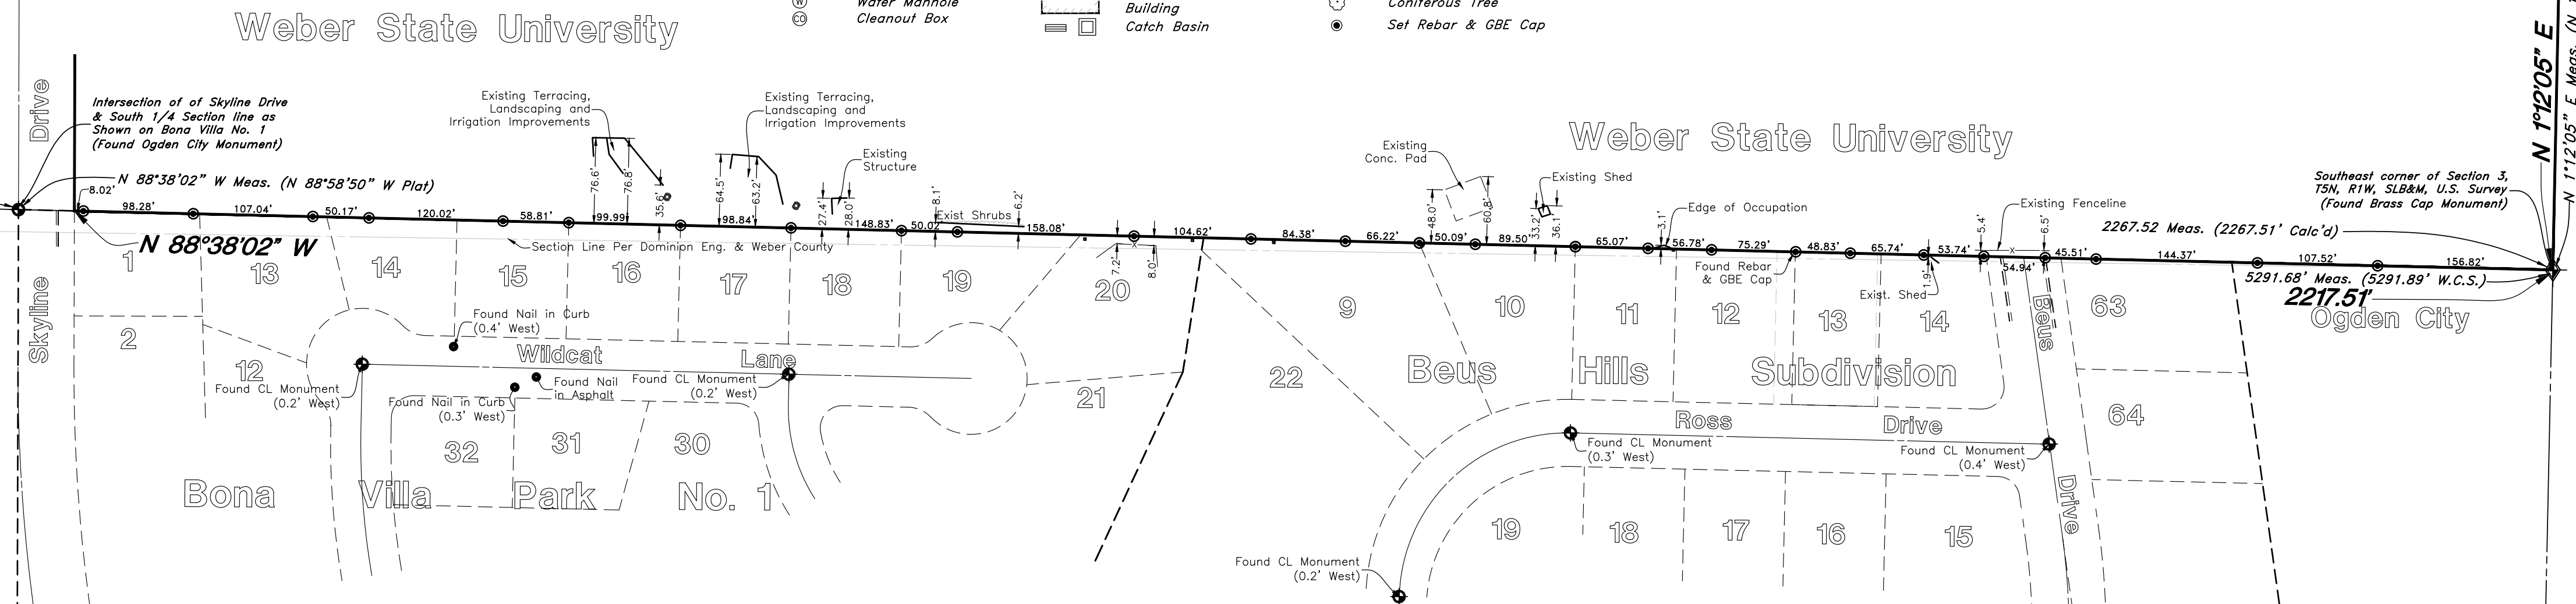 Water Manhole
Cleanout Box
Building
Catch Basin
Coniferous Tree
Set Rebar & GBE Cap
W
CO
Weber State University
Weber State University
Drive
Skyline
Intersection of of Skyline Drive
& South 1/4 Section line as
Shown on Bona Villa No. 1
(Found Ogden City Monument)
N 88°38'02" W Meas. (N 88°58'50" W Plat)
8.02'
N 88°38'02" W
Existing Terracing,
Landscaping and
Irrigation Improvements
Existing Terracing,
Landscaping and
Irrigation Improvements
Existing
Structure
Existing
Conc. Pad
Existing Shed
Edge of Occupation
Existing Fenceline
Exist Shrubs
Section Line Per Dominion Eng. & Weber County
98.28'
107.04'
50.17'
120.02'
58.81'
99.99'
98.84'
148.83'
50.02'
158.08'
104.62'
84.38'
66.22'
50.09'
89.50'
65.07'
56.78'
75.29'
48.83'
65.74'
53.74'
54.94'
45.51'
144.37'
107.52'
156.82'
76.6'
76.8'
35.6'
64.5'
63.2'
27.4'
28.0'
8.1'
6.2'
7.2'
8.0'
48.0'
60.8'
33.2'
36.1'
3.1'
1.9'
5.4'
6.5'
Found Rebar
& GBE Cap
Exist. Shed
Southeast corner of Section 3,
T5N, R1W, SLB&M, U.S. Survey
(Found Brass Cap Monument)
2267.52 Meas. (2267.51' Calc'd)
5291.68' Meas. (5291.89' W.C.S.)
2217.51'
N 1°12'05" E
N 1°12'05" E Meas. (N 1
Ogden City
1
13
14
15
16
17
18
19
20
9
10
11
12
13
14
63
2
12
21
22
64
Found Nail in Curb
(0.4' West)
Wildcat Lane
Found CL Monument
(0.2' West)
Found Nail in Curb
(0.3' West)
Found Nail
in Asphalt
Found CL Monument
(0.2' West)
32
31
30
Bona Villa Park No. 1
Beus Hills Subdivision
Ross Drive
Found CL Monument
(0.3' West)
Found CL Monument
(0.4' West)
Beus
Drive
19
18
17
16
15
Found CL Monument
(0.2' West)